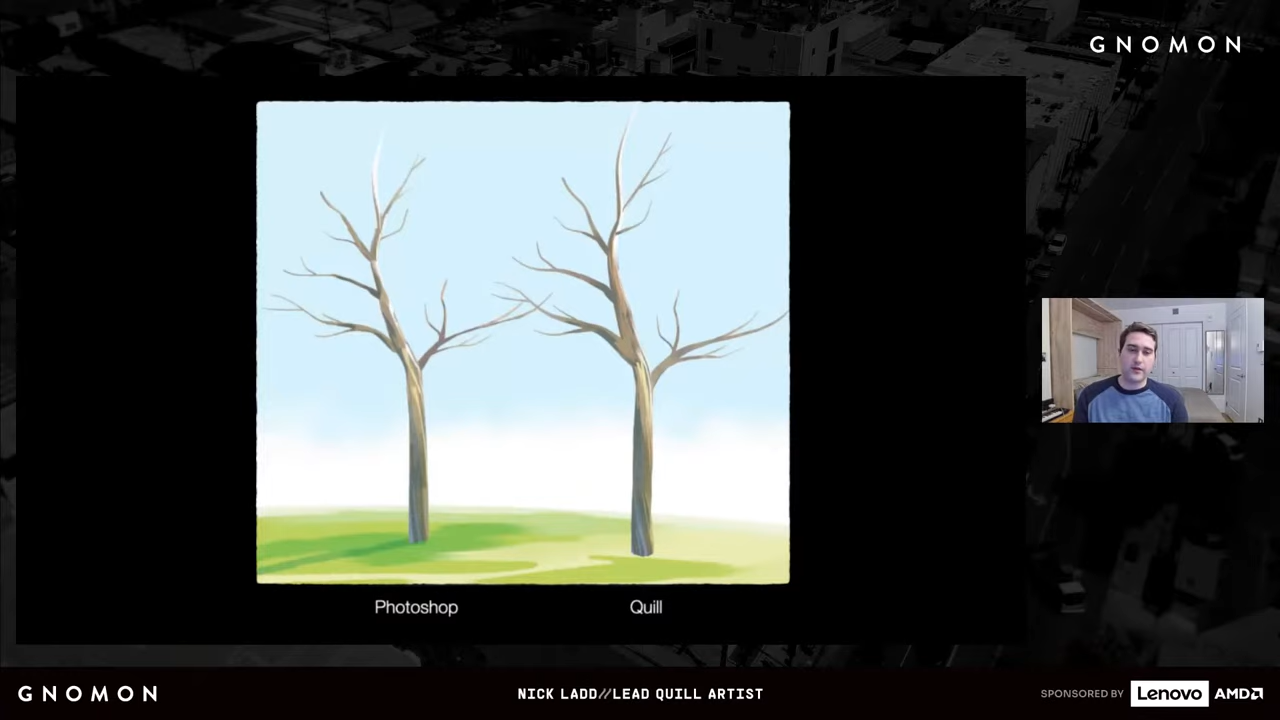 GNOMON
Photoshop
Quill
GNOMON
NICK LADD//LEAD QUILL ARTIST
SPONSORED BY Lenovo AMD